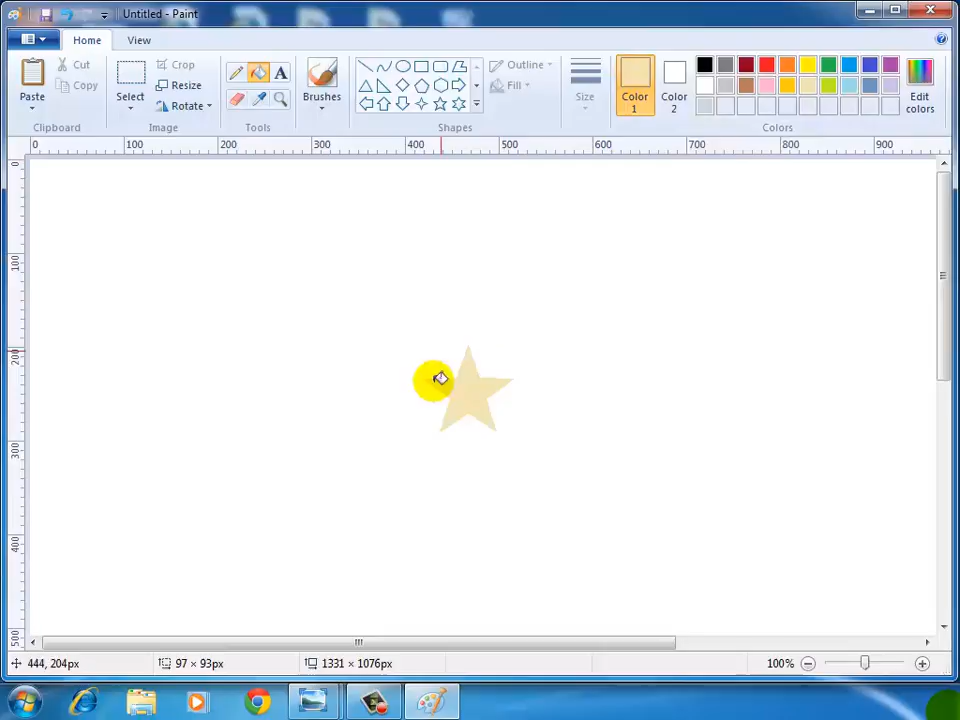 Untitled - Paint
Home View
Paste
Cut
Copy
Clipboard
Select
Crop
Resize
Rotate
Image
A
Tools
Brushes
Outline
Fill
Shapes
Size
Color 1
Color 2
Edit colors
Colors
0 100 200 300 400 500 600 700 800 900
0
100
200
300
400
500
444, 204px
97 × 93px
1331 × 1076px
100%